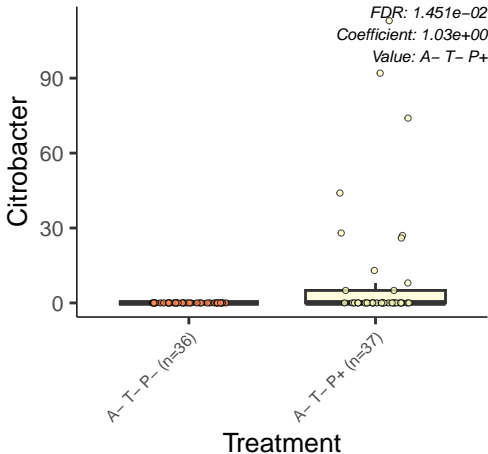 FDR: 1.451e−02
Coefficient: 1.03e+00
Value: A− T− P+
Citrobacter
90
60
30
0
A− T− P− (n=36)
A− T− P+ (n=37)
Treatment